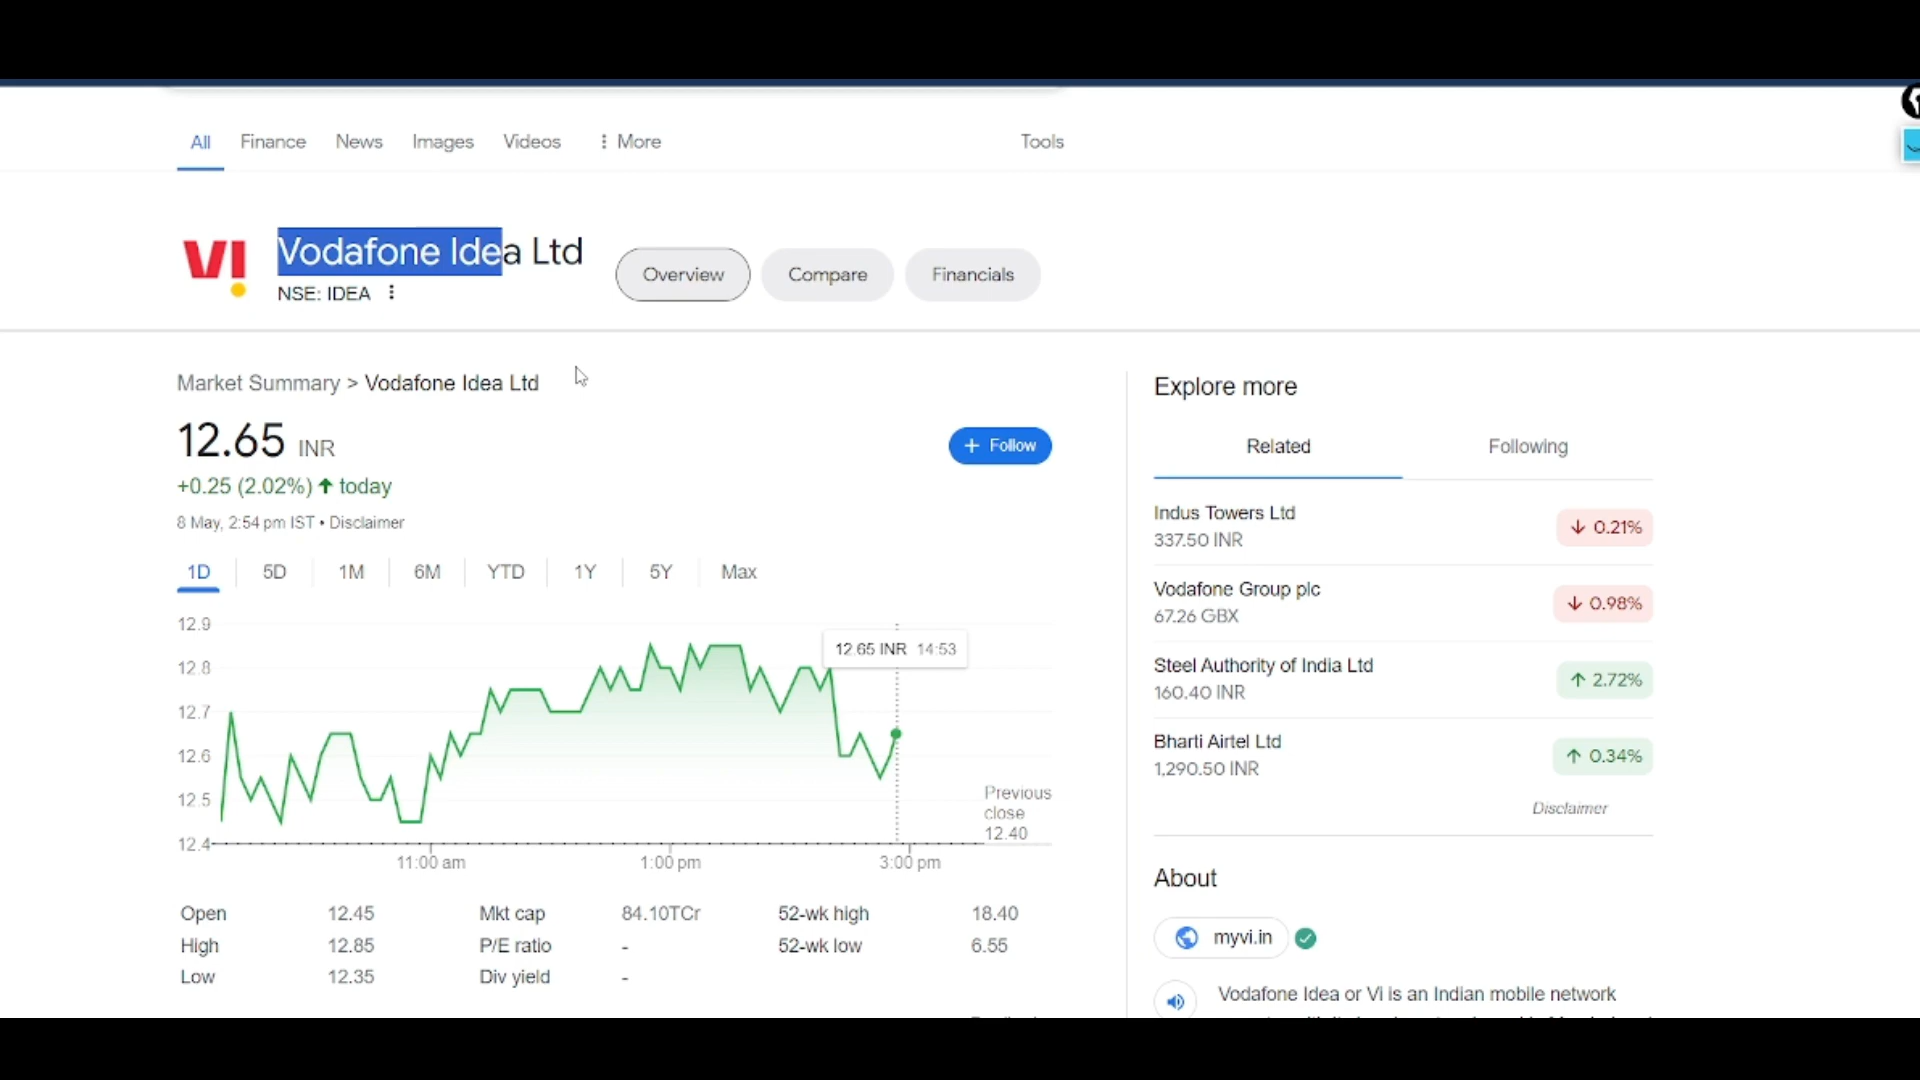 All Finance News Images Videos More Tools
VI
Vodafone Idea Ltd
NSE: IDEA
Overview Compare Financials
Market Summary > Vodafone Idea Ltd
12.65 INR
+ Follow
+0.25 (2.02%) ↑ today
8 May, 2:54 pm IST • Disclaimer
1D 5D 1M 6M YTD 1Y 5Y Max
12.9
12.8
12.7
12.6
12.5
12.4
12.65 INR 14:53
Previous
close
12.40
11:00 am 1:00 pm 3:00 pm
Open 12.45 Mkt cap 84.10TCr 52-wk high 18.40
High 12.85 P/E ratio - 52-wk low 6.55
Low 12.35 Div yield -
Explore more
Related Following
Indus Towers Ltd
337.50 INR
↓ 0.21%
Vodafone Group plc
67.26 GBX
↓ 0.98%
Steel Authority of India Ltd
160.40 INR
↑ 2.72%
Bharti Airtel Ltd
1,290.50 INR
↑ 0.34%
Disclaimer
About
myvi.in
Vodafone Idea or Vi is an Indian mobile network